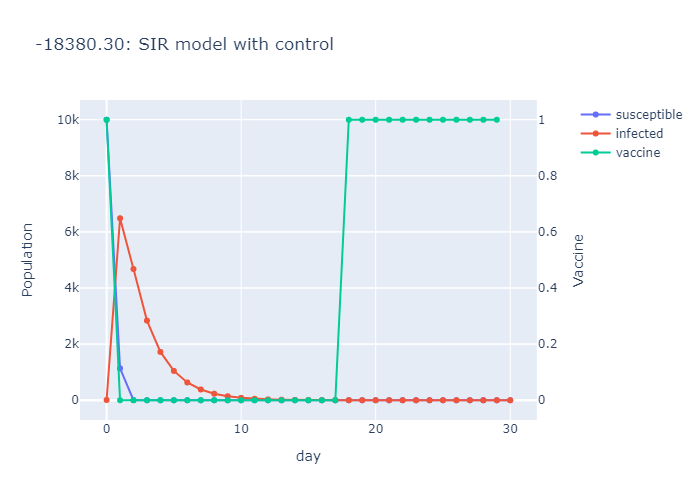 -18380.30: SIR model with control
susceptible
infected
vaccine
10k
8k
6k
4k
2k
0
Population
1
0.8
0.6
0.4
0.2
0
Vaccine
0
10
20
30
day